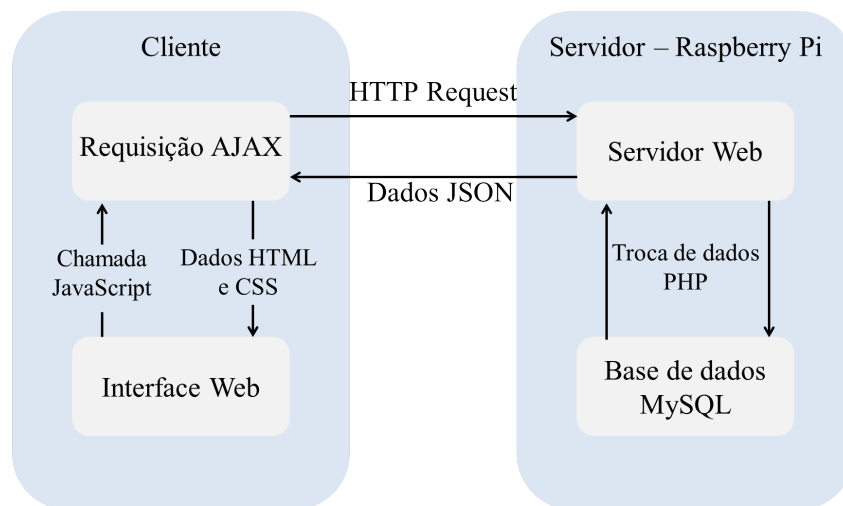 Cliente
Servidor – Raspberry Pi
HTTP Request
Requisição AJAX
Servidor Web
Dados JSON
Chamada
JavaScript
Dados HTML
e CSS
Troca de dados
PHP
Interface Web
Base de dados
MySQL